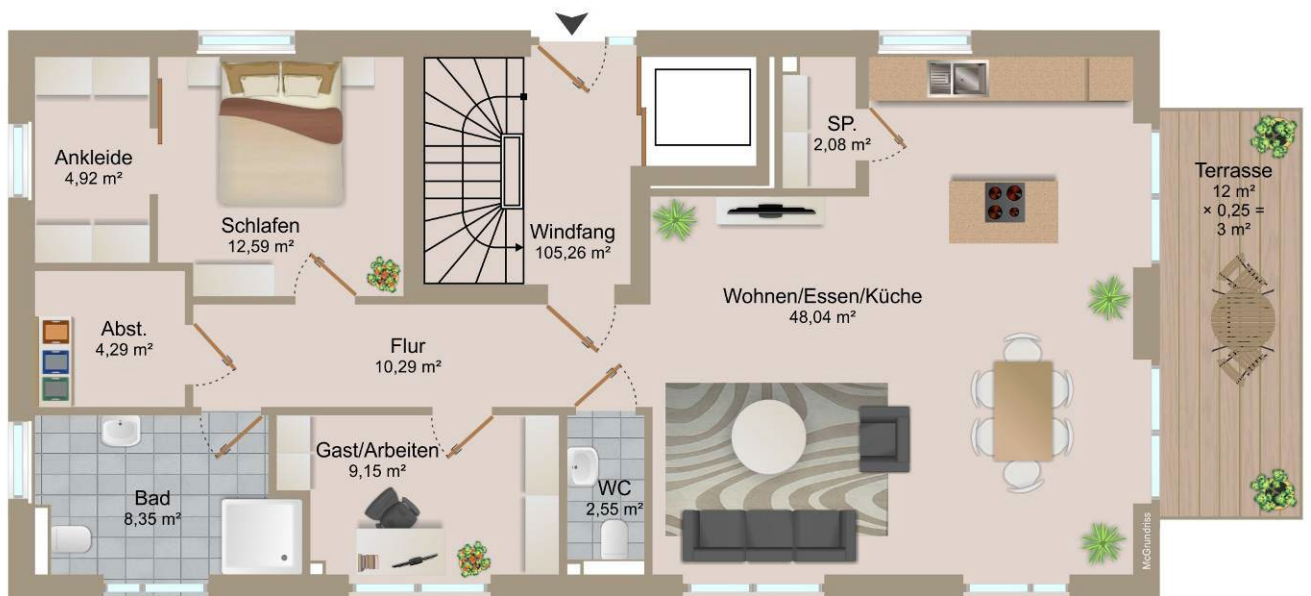 Ankleide
4,92 m²
Schlafen
12,59 m²
Windfang
105,26 m²
SP.
2,08 m²
Terrasse
12 m²
× 0,25 =
3 m²
Abst.
4,29 m²
Flur
10,29 m²
Wohnen/Essen/Küche
48,04 m²
Bad
8,35 m²
Gast/Arbeiten
9,15 m²
WC
2,55 m²
McGrundriss